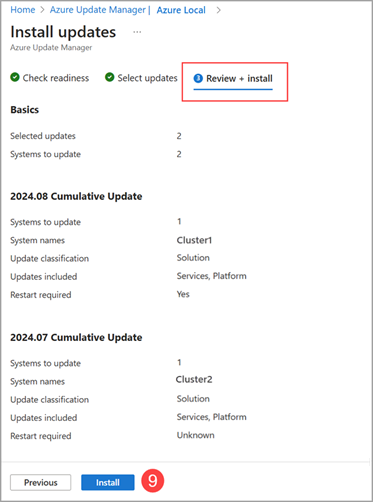 Home > Azure Update Manager | Azure Local >
Install updates ...
Azure Update Manager
Check readiness Select updates 3 Review + install
Basics
Selected updates 2
Systems to update 2
2024.08 Cumulative Update
Systems to update 1
System names Cluster1
Update classification Solution
Updates included Services, Platform
Restart required Yes
2024.07 Cumulative Update
Systems to update 1
System names Cluster2
Update classification Solution
Updates included Services, Platform
Restart required Unknown
Previous Install 9